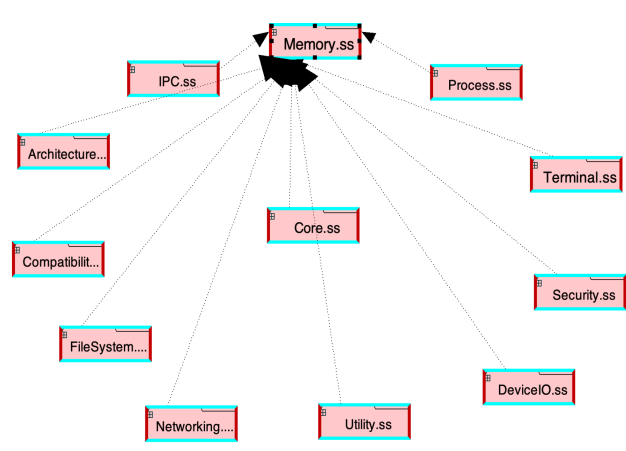 Memory.ss
IPC.ss
Process.ss
Architecture...
Terminal.ss
Core.ss
Compatibilit...
Security.ss
FileSystem....
DeviceIO.ss
Networking....
Utility.ss